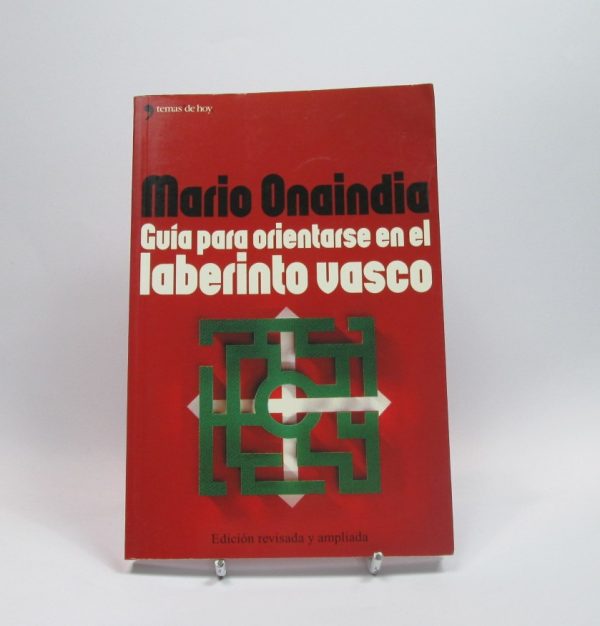 temas de hoy
Mario Onaindia
Guía para orientarse en el
laberinto vasco
Edición revisada y ampliada